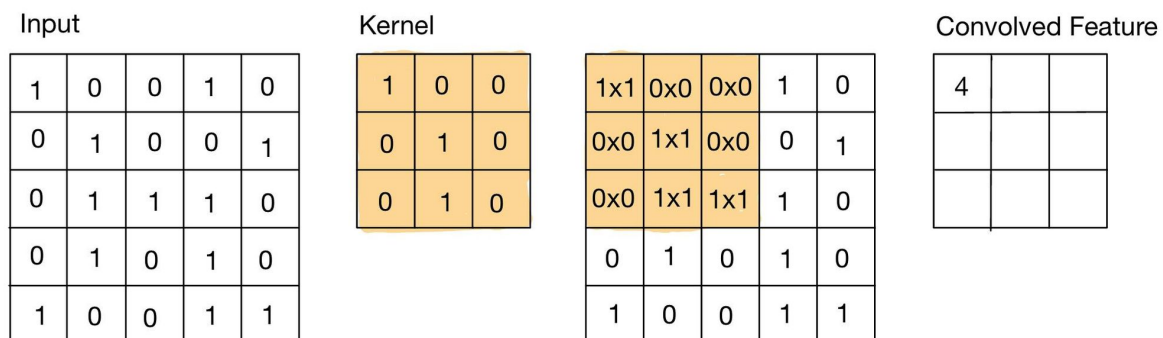 Input Kernel Convolved Feature
1 0 0 1 0 1 0 0 1x1 0x0 0x0 1 0 4
0 1 0 0 1 0 1 0 0x0 1x1 0x0 0 1
0 1 1 1 0 0 1 0 0x0 1x1 1x1 1 0
0 1 0 1 0 0 1 0 1 0
1 0 0 1 1 1 0 0 1 1